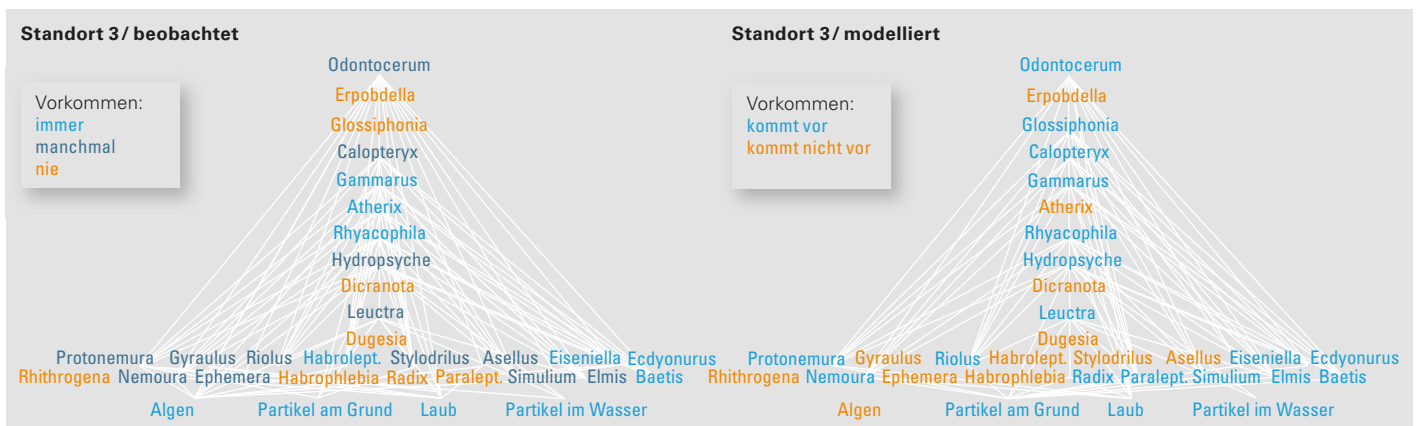 Standort 3 / beobachtet
Vorkommen:
immer
manchmal
nie
Odontocerum
Erpobdella
Glossiphonia
Calopteryx
Gammarus
Atherix
Rhyacophila
Hydropsyche
Dicranota
Leuctra
Dugesia
Protonemura Gyraulus Riolus Habrolept. Stylodrilus Asellus Eiseniella Ecdyonurus
Rhithrogena Nemoura Ephemera Habrophlebia Radix Paralept. Simulium Elmis Baetis
Algen Partikel am Grund Laub Partikel im Wasser
Standort 3 / modelliert
Vorkommen:
kommt vor
kommt nicht vor
Odontocerum
Erpobdella
Glossiphonia
Calopteryx
Gammarus
Atherix
Rhyacophila
Hydropsyche
Dicranota
Leuctra
Dugesia
Protonemura Gyraulus Riolus Habrolept. Stylodrilus Asellus Eiseniella Ecdyonurus
Rhithrogena Nemoura Ephemera Habrophlebia Radix Paralept. Simulium Elmis Baetis
Algen Partikel am Grund Laub Partikel im Wasser